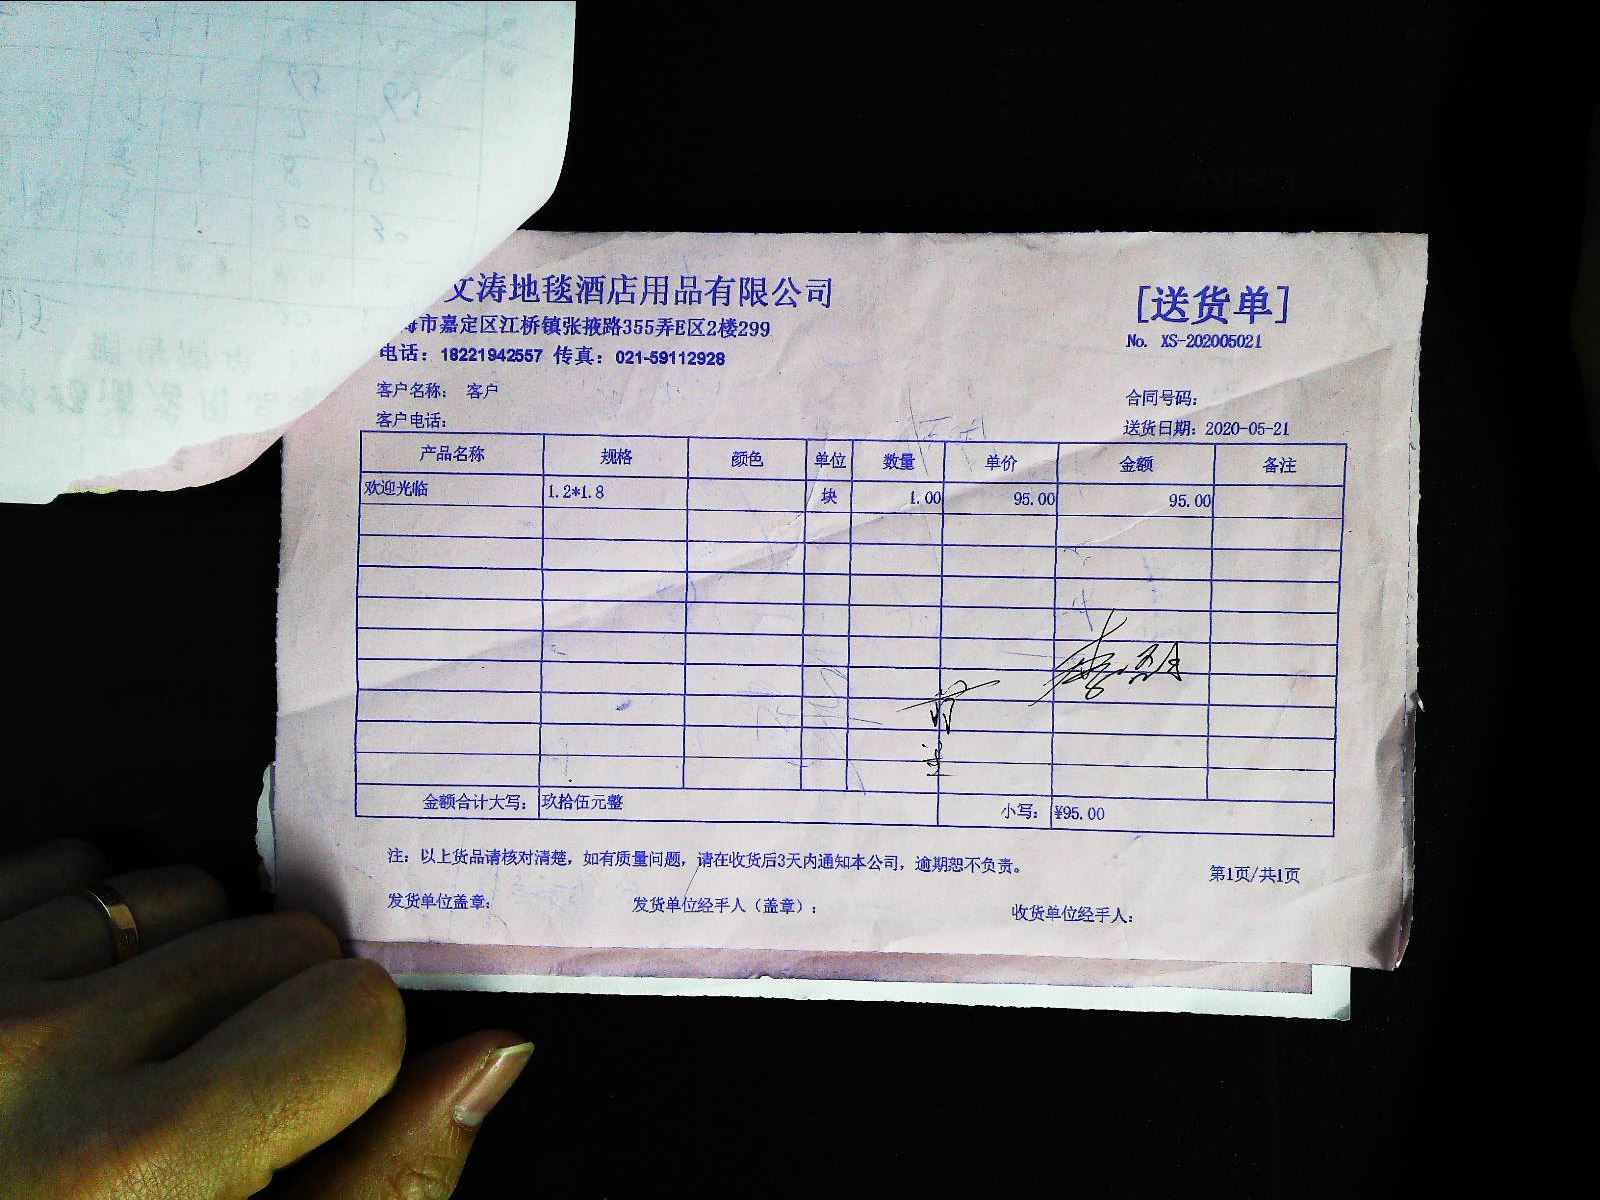 文涛地毯酒店用品有限公司
[送货单]
海市嘉定区江桥镇张掖路355弄E区2楼299
No. XS-202005021
电话：18221942557 传真：021-59112928
客户名称： 客户
合同号码：
客户电话：
送货日期：2020-05-21
产品名称 规格 颜色 单位 数量 单价 金额 备注
欢迎光临 1.2*1.8 块 1.00 95.00 95.00
金额合计大写： 玖拾伍元整 小写： ¥95.00
注：以上货品请核对清楚，如有质量问题，请在收货后3天内通知本公司，逾期恕不负责。
第1页/共1页
发货单位盖章： 发货单位经手人（盖章）： 收货单位经手人：